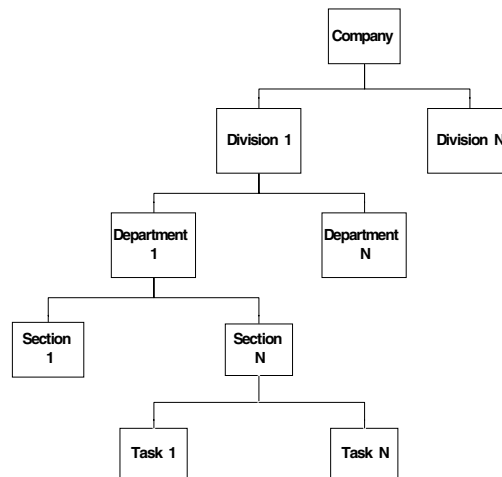 Company
Division 1
Division N
Department
1
Department
N
Section
1
Section
N
Task 1
Task N